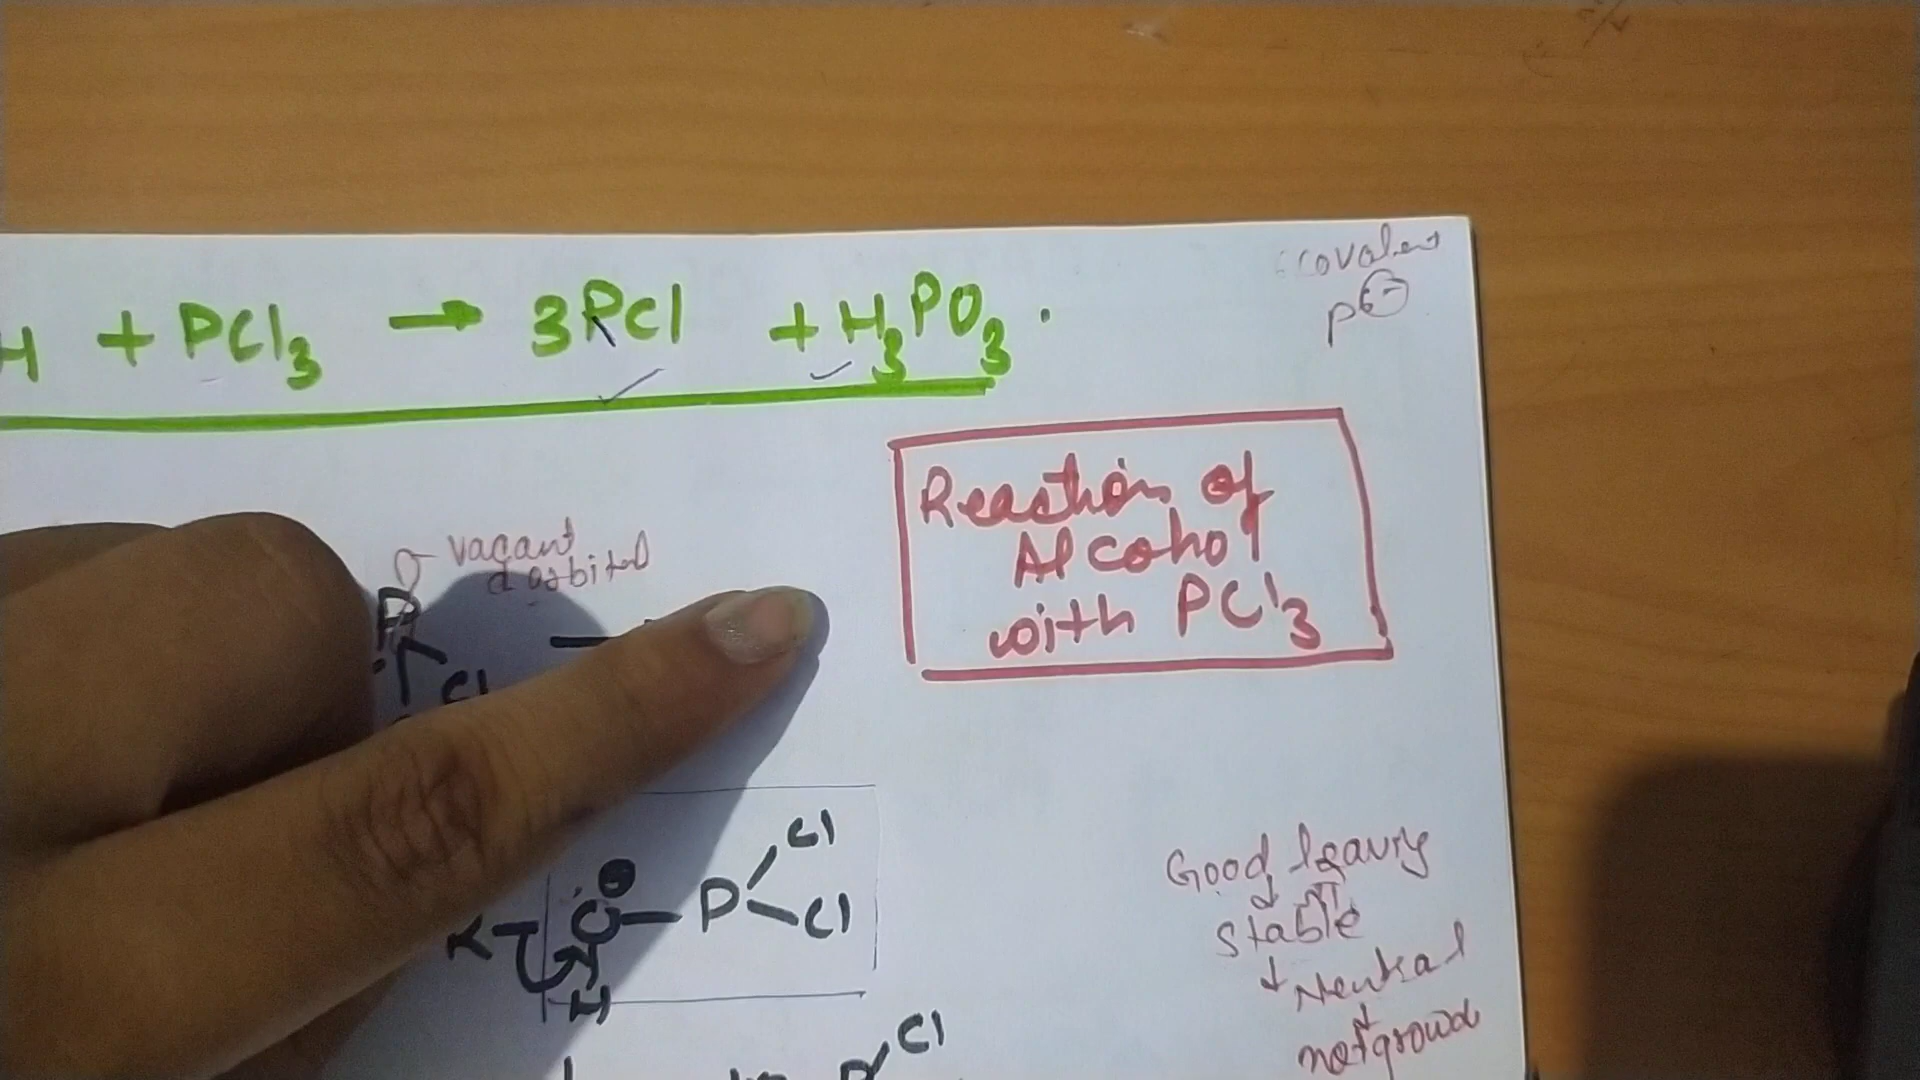 covalent
P δ-
H + PCl3 → 3RCl + H3PO3.
Reaction of
Alcohol
with PCl3
vacant
d orbital
P
Cl
Cl
R O P Cl
H
Good leaving
stable
Neutral
not
Cl
P